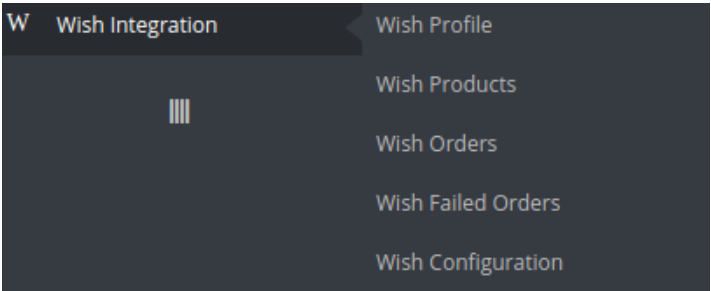 W Wish Integration
Wish Profile
Wish Products
Wish Orders
Wish Failed Orders
Wish Configuration